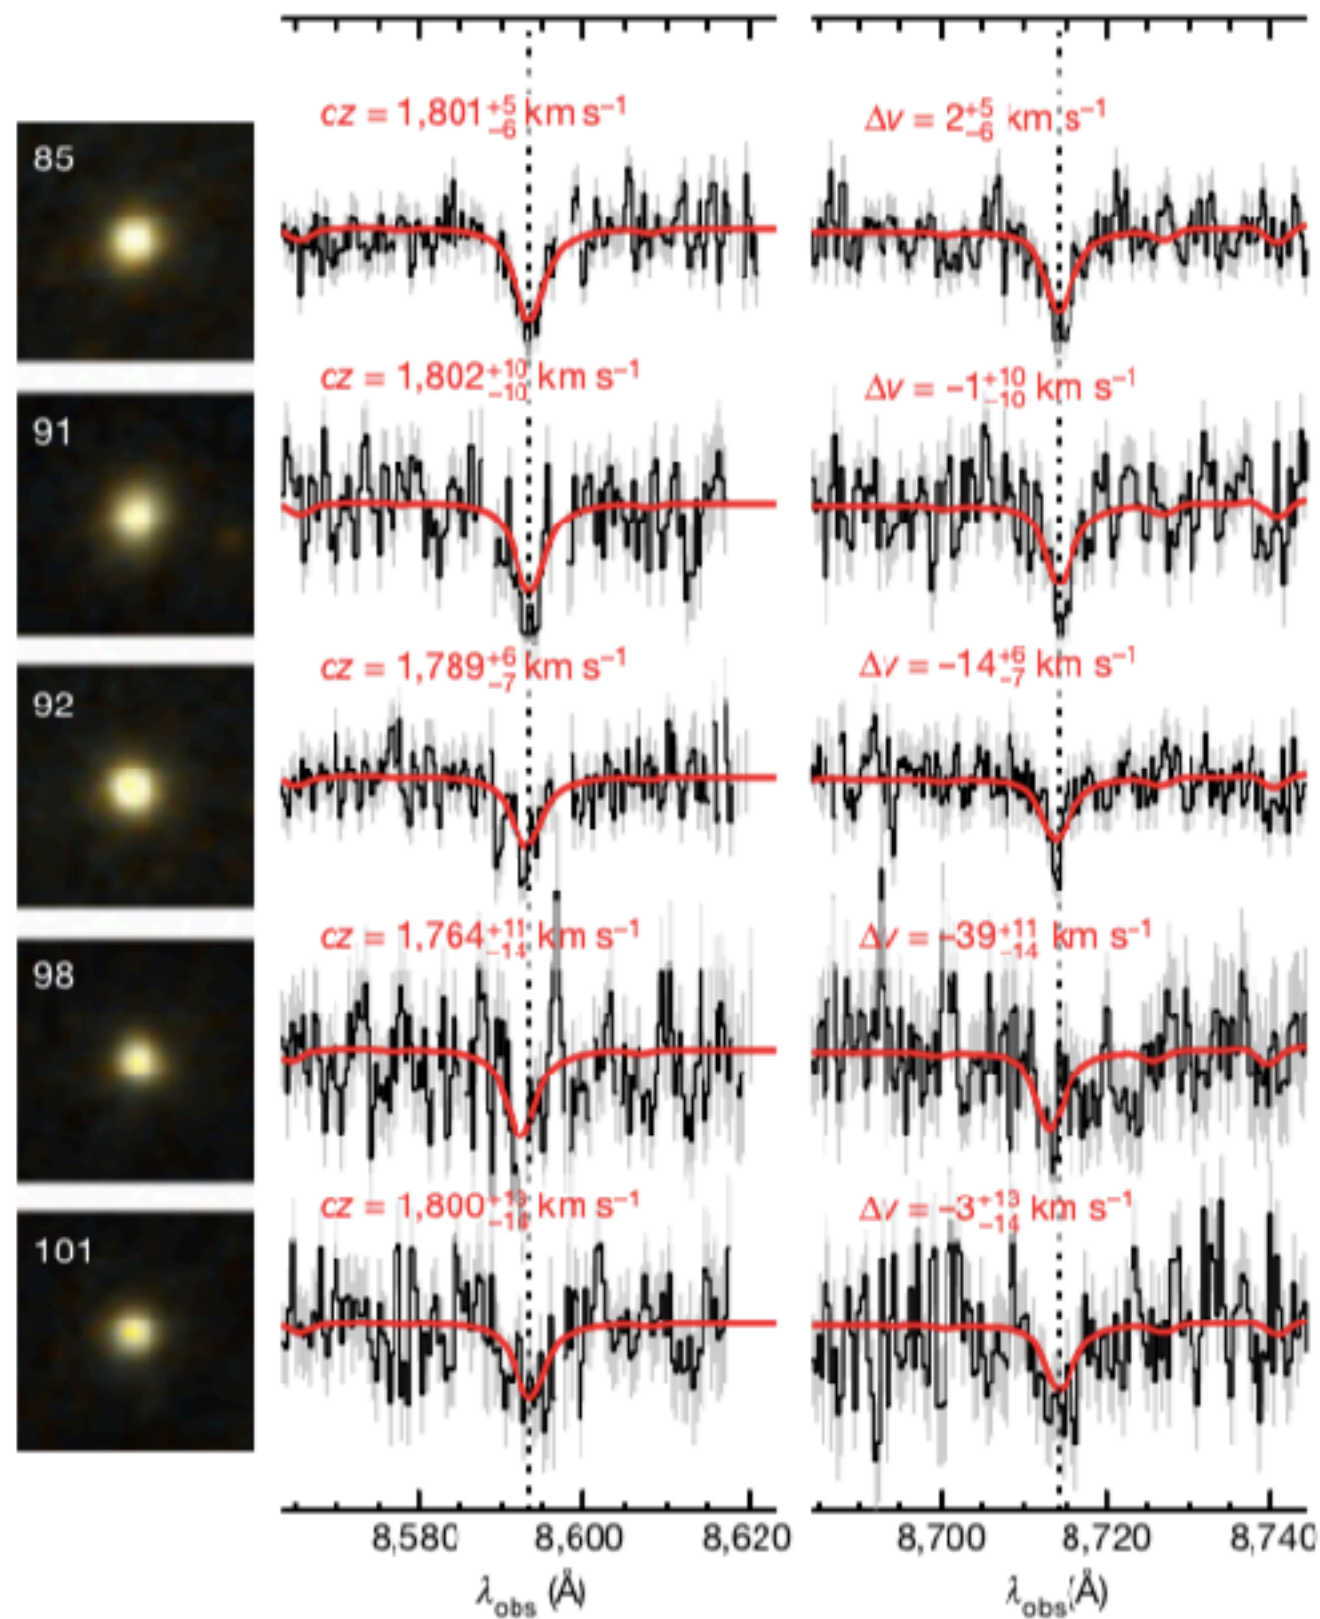 85
cz = 1,801 +5 −6 km s−1
Δv = 2 +5 −6 km s−1
91
cz = 1,802 +10 −10 km s−1
Δv = −1 +10 −10 km s−1
92
cz = 1,789 +6 −7 km s−1
Δv = −14 +6 −7 km s−1
98
cz = 1,764 +11 −14 km s−1
Δv = −39 +11 −14 km s−1
101
cz = 1,800 +13 −14 km s−1
Δv = −3 +13 −14 km s−1
8,580 8,600 8,620
8,700 8,720 8,740
λobs (Å)
λobs (Å)